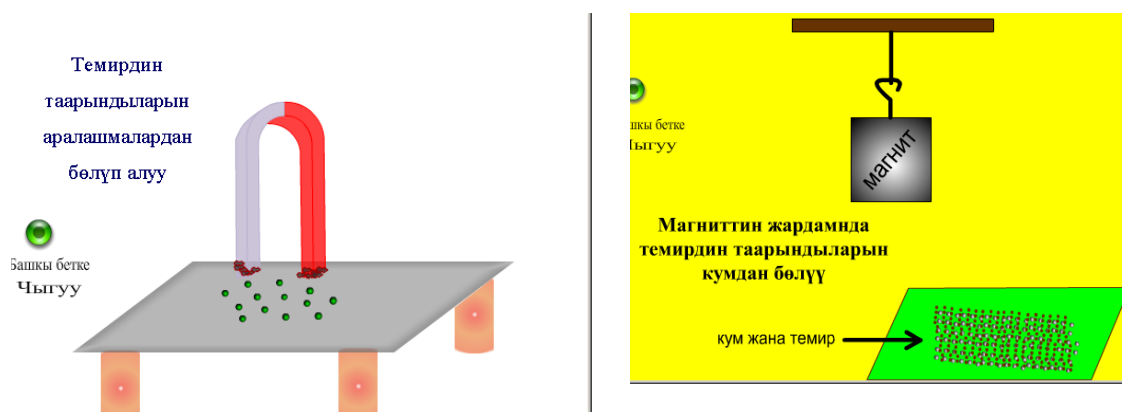 Темирдин
таарындыларын
аралашмалардан
бөлүп алуу
Башкы бетке
Чыгуу
ашкы бетке
Чыгуу
магнит
Магниттин жардамнда
темирдин таарындыларын
кумдан бөлүү
кум жана темир